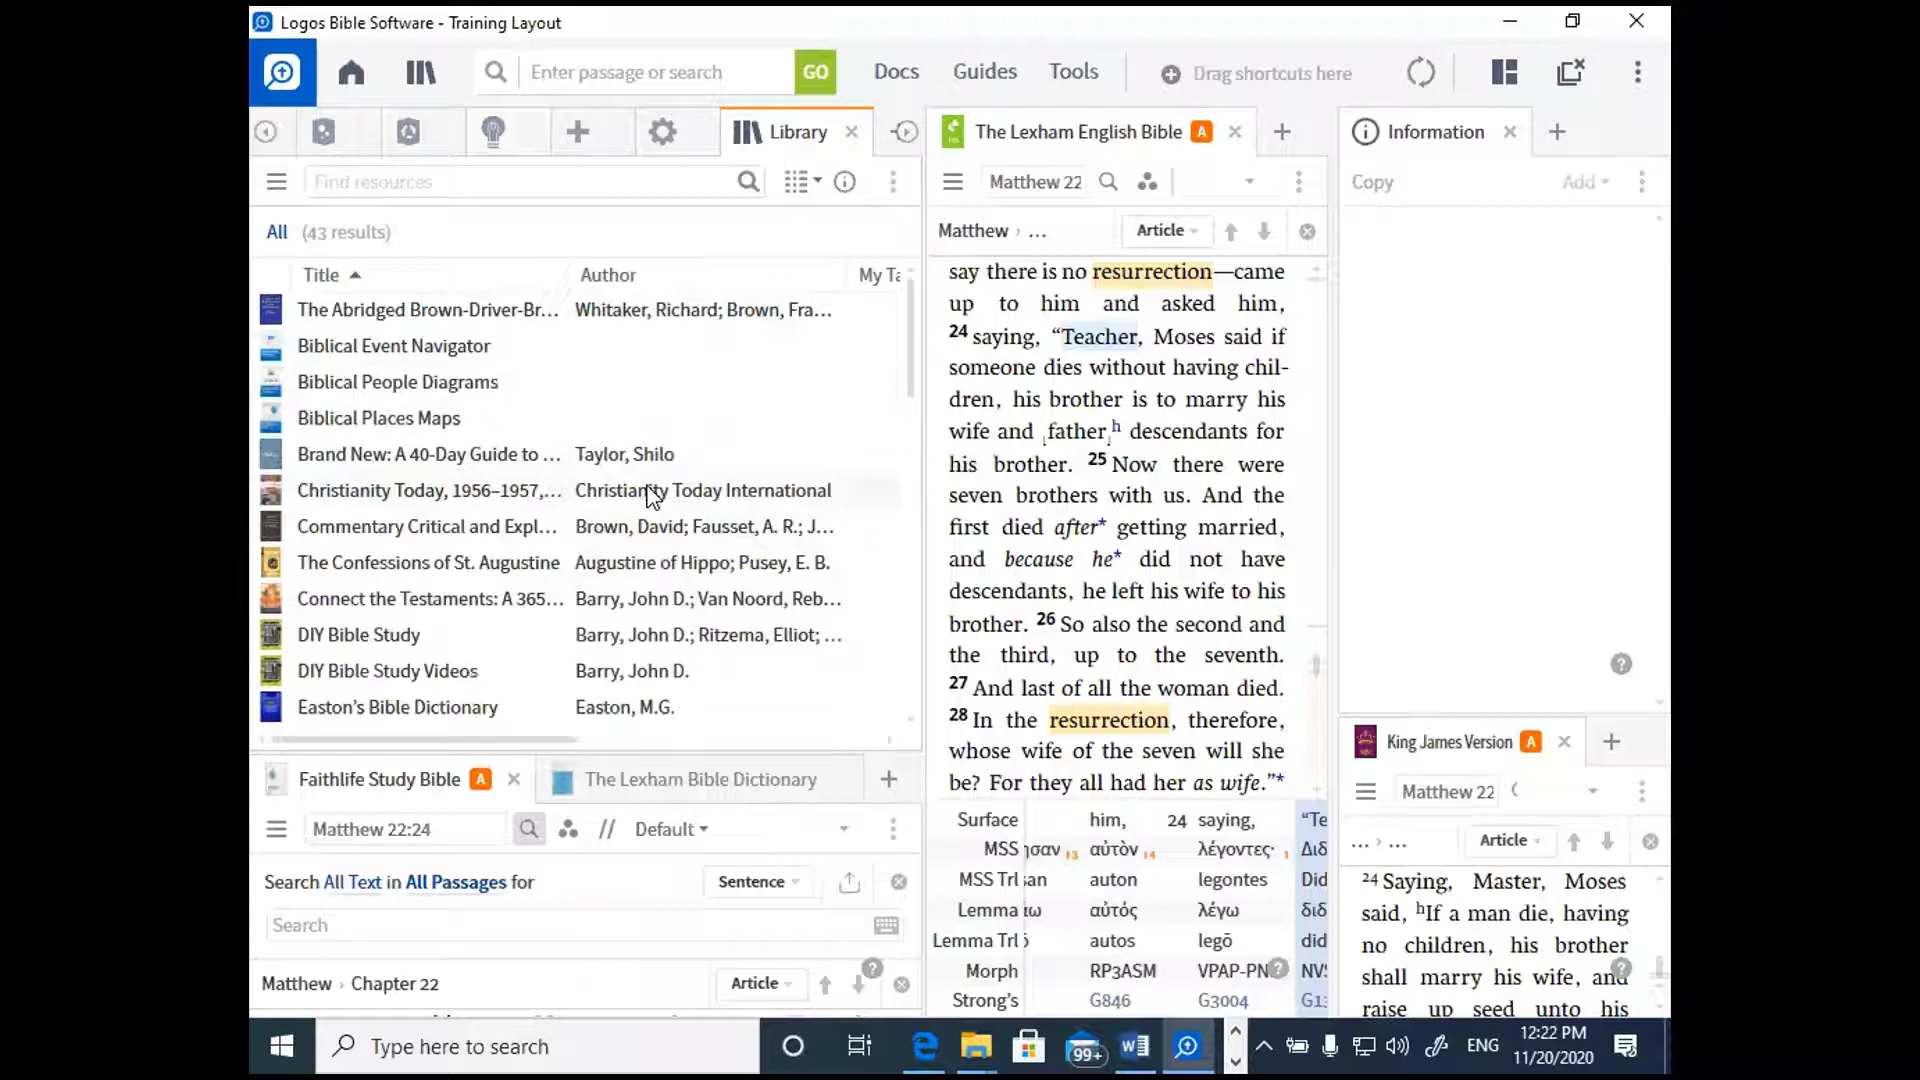 Logos Bible Software - Training Layout
Enter passage or search
GO
Docs
Guides
Tools
Drag shortcuts here
Library
Find resources
All (43 results)
Title
Author
My Ta
The Abridged Brown-Driver-Br... Whitaker, Richard; Brown, Fra...
Biblical Event Navigator
Biblical People Diagrams
Biblical Places Maps
Brand New: A 40-Day Guide to ... Taylor, Shilo
Christianity Today, 1956–1957,... Christianity Today International
Commentary Critical and Expl... Brown, David; Fausset, A. R.; J...
The Confessions of St. Augustine Augustine of Hippo; Pusey, E. B.
Connect the Testaments: A 365... Barry, John D.; Van Noord, Reb...
DIY Bible Study Barry, John D.; Ritzema, Elliot; ...
DIY Bible Study Videos Barry, John D.
Easton's Bible Dictionary Easton, M.G.
Faithlife Study Bible A
The Lexham Bible Dictionary
Matthew 22:24
Default
Search All Text in All Passages for
Sentence
Search
Matthew › Chapter 22
Article
The Lexham English Bible A
Matthew 22
Matthew › ...
Article
say there is no resurrection—came
up to him and asked him,
24 saying, “Teacher, Moses said if
someone dies without having chil-
dren, his brother is to marry his
wife and ⌞father⌟h descendants for
his brother. 25 Now there were
seven brothers with us. And the
first died after* getting married,
and because he* did not have
descendants, he left his wife to his
brother. 26 So also the second and
the third, up to the seventh.
27 And last of all the woman died.
28 In the resurrection, therefore,
whose wife of the seven will she
be? For they all had her as wife.”*
Surface him, 24 saying, “Te
MSS ησαν 13 αὐτὸν 14 λέγοντες· Διδ
MSS Trl san auton legontes Did
Lemma άω αὐτός λέγω διδ
Lemma Trl ō autos legō did
Morph RP3ASM VPAP-PN NVS
Strong's G846 G3004 G13
Information
Copy
Add
King James Version A
Matthew 22
... › ...
Article
24 Saying, Master, Moses
said, hIf a man die, having
no children, his brother
shall marry his wife, and
raise up seed unto his
Type here to search
99+
ENG
12:22 PM
11/20/2020